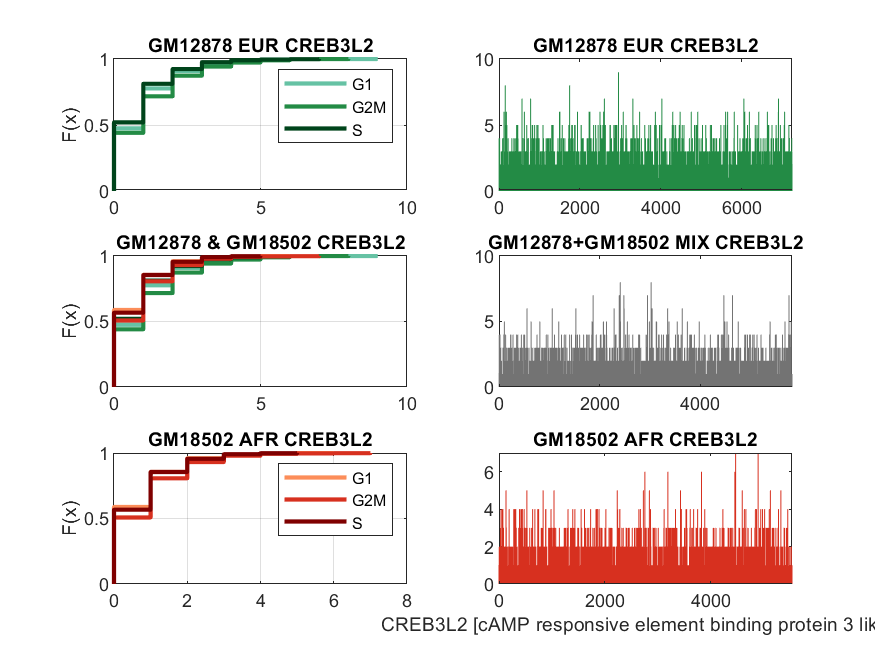 GM12878 EUR CREB3L2
F(x)
1
0.5
0
0
5
10
G1
G2M
S
GM12878 EUR CREB3L2
10
5
0
0
2000
4000
6000
GM12878 & GM18502 CREB3L2
F(x)
1
0.5
0
0
5
10
GM12878+GM18502 MIX CREB3L2
10
5
0
0
2000
4000
GM18502 AFR CREB3L2
F(x)
1
0.5
0
0
2
4
6
8
G1
G2M
S
GM18502 AFR CREB3L2
6
4
2
0
0
2000
4000
CREB3L2 [cAMP responsive element binding protein 3 lik